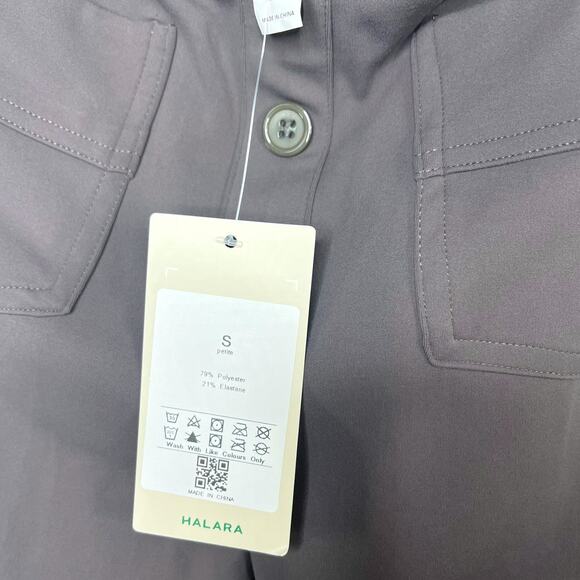 MADE IN CHINA
S
petite
79% Polyester
21% Elastane
Wash With Like Colours Only
MADE IN CHINA
HALARA